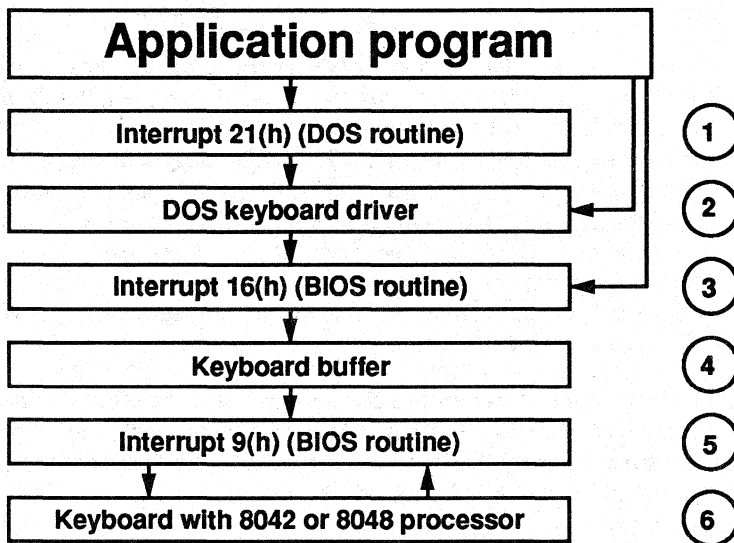 Application program
Interrupt 21(h) (DOS routine)
1
DOS keyboard driver
2
Interrupt 16(h) (BIOS routine)
3
Keyboard buffer
4
Interrupt 9(h) (BIOS routine)
5
Keyboard with 8042 or 8048 processor
6